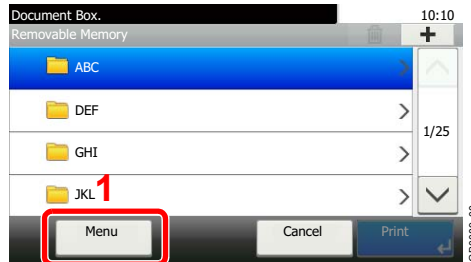 Document Box. 10:10
Removable Memory +
ABC
DEF
1/25
GHI
JKL 1
Menu Cancel Print